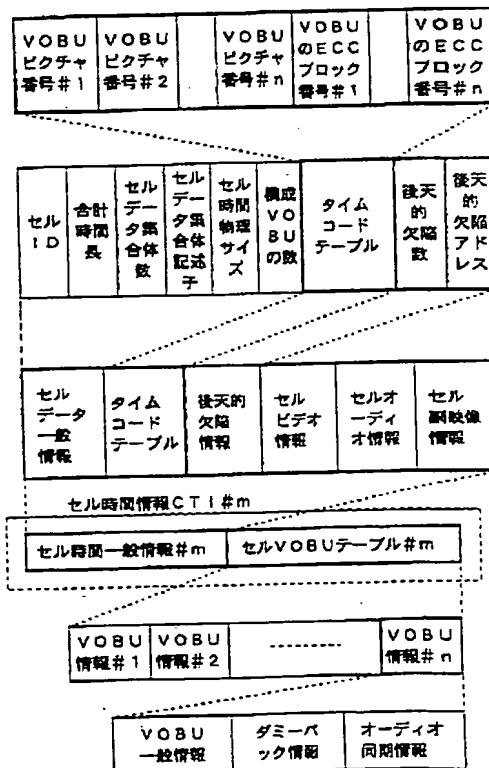 VOBU
ピクチャ
番号#1
VOBU
ピクチャ
番号#2
VOBU
ピクチャ
番号#n
VOBU
のECC
ブロック
番号#1
VOBU
のECC
ブロック
番号#n
セル
ID
合計
時間
長
セル
デー
タ集
合体
数
セル
デー
タ集
合体
記述
子
セル
時間
物理
サイ
ズ
構成
VO
BU
の数
タイム
コード
テーブル
後天
的
欠陥
数
後天
的
欠陥
アド
レス
セル
データ
一般
情報
タイム
コード
テーブル
後天的
欠陥
情報
セル
ビデオ
情報
セルオ
ーディ
オ情報
セル
副映像
情報
セル時間情報CTI#m
セル時間一般情報#m
セルVOBUテーブル#m
VOBU
情報#1
VOBU
情報#2
VOBU
情報#n
VOBU
一般情報
ダミーパ
ック情報
オーディオ
同期情報